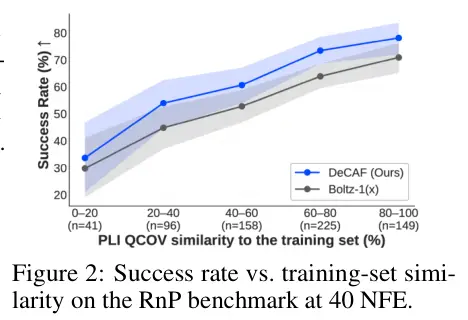 Success Rate (%) ↑
80
70
60
50
40
30
20
DeCAF (Ours)
Boltz-1(x)
0–20 20–40 40–60 60–80 80–100
(n=41) (n=96) (n=158) (n=225) (n=149)
PLI QCOV similarity to the training set (%)
Figure 2: Success rate vs. training-set simi-
larity on the RnP benchmark at 40 NFE.